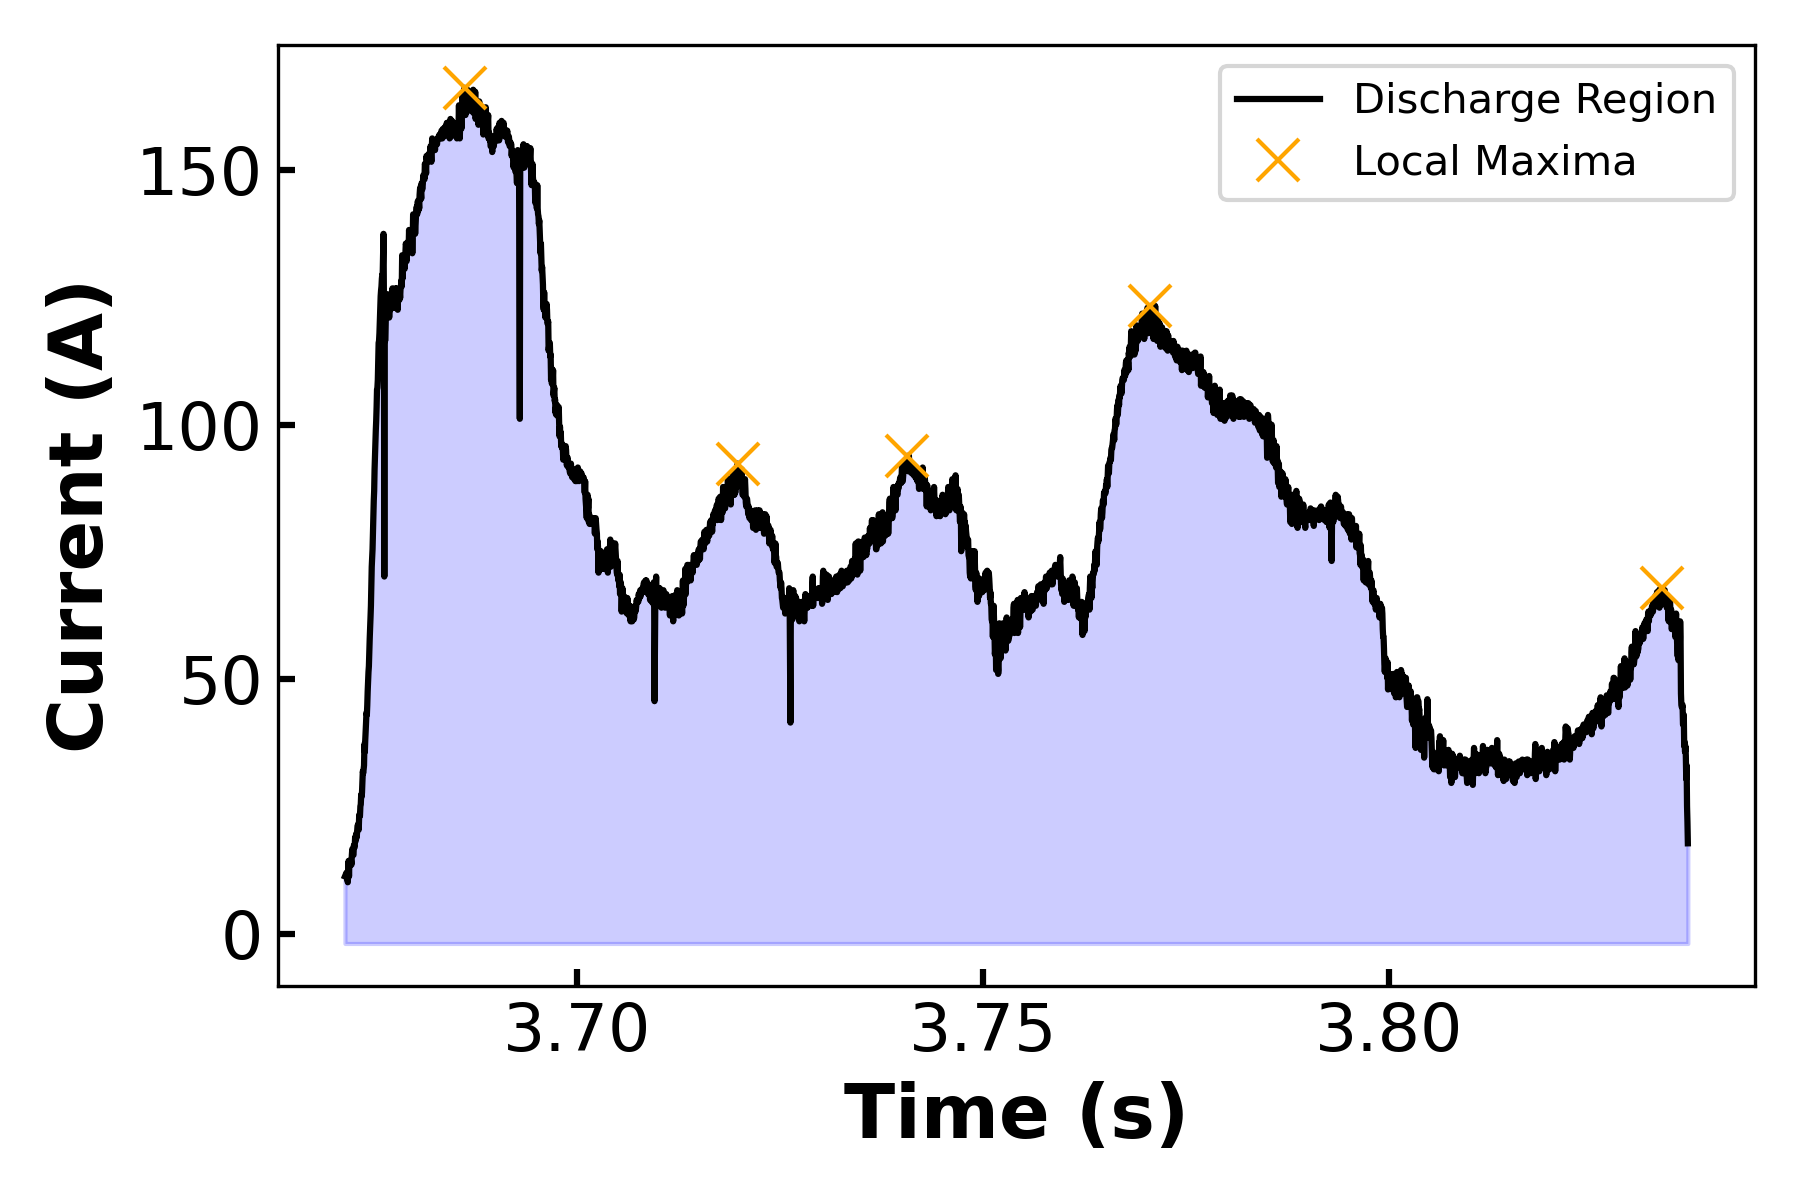 Discharge Region
Local Maxima
Current (A)
150
100
50
0
3.70 3.75 3.80
Time (s)